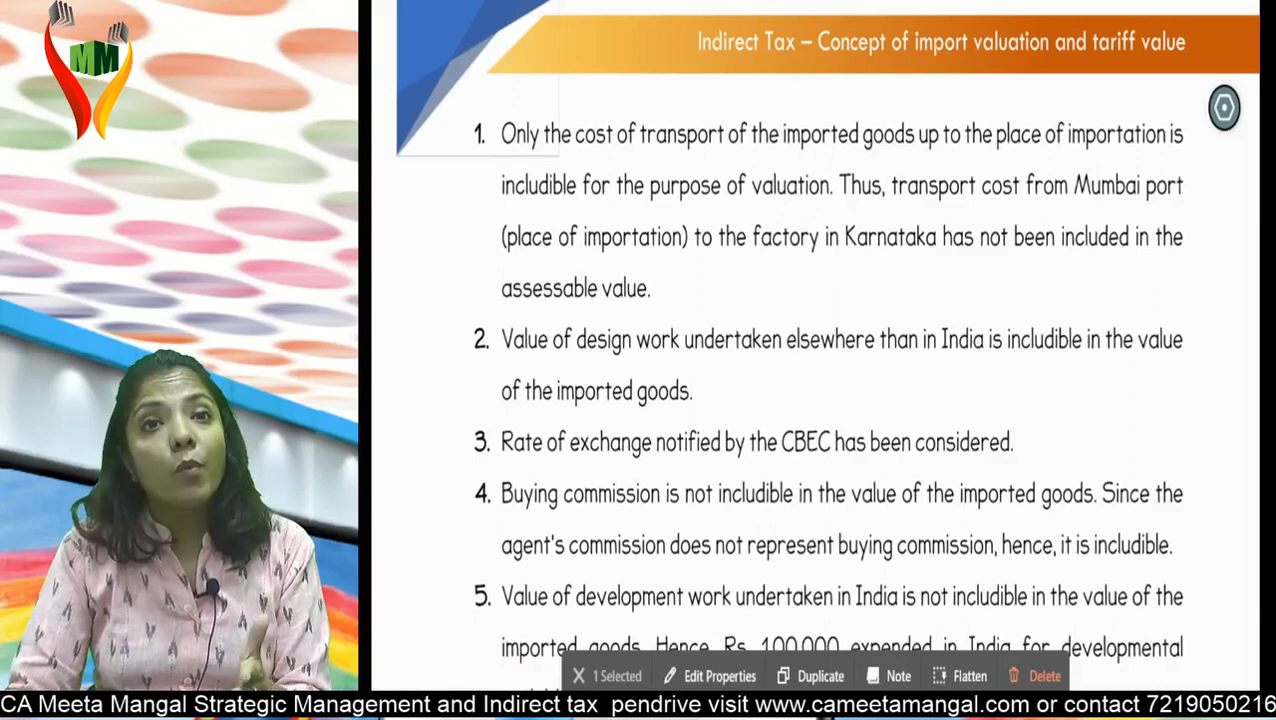 MM
Indirect Tax – Concept of import valuation and tariff value
1. Only the cost of transport of the imported goods up to the place of importation is
includible for the purpose of valuation. Thus, transport cost from Mumbai port
(place of importation) to the factory in Karnataka has not been included in the
assessable value.
2. Value of design work undertaken elsewhere than in India is includible in the value
of the imported goods.
3. Rate of exchange notified by the CBEC has been considered.
4. Buying commission is not includible in the value of the imported goods. Since the
agent's commission does not represent buying commission, hence, it is includible.
5. Value of development work undertaken in India is not includible in the value of the
imported goods. Hence Rs. 1,00,000 expended in India for developmental
1 Selected Edit Properties Duplicate Note Flatten Delete
CA Meeta Mangal Strategic Management and Indirect tax pendrive visit www.cameetamangal.com or contact 7219050216